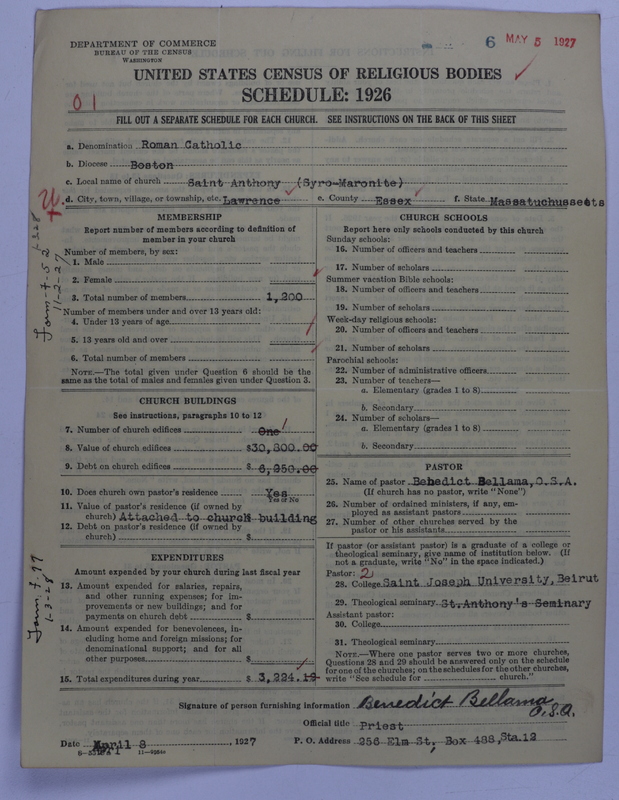 DEPARTMENT OF COMMERCE
BUREAU OF THE CENSUS
WASHINGTON
6 MAY 5 1927
UNITED STATES CENSUS OF RELIGIOUS BODIES
SCHEDULE: 1926
01
FILL OUT A SEPARATE SCHEDULE FOR EACH CHURCH. SEE INSTRUCTIONS ON THE BACK OF THIS SHEET
a. Denomination Roman Catholic
b. Diocese Boston
c. Local name of church Saint Anthony (Syro-Maronite)
d. City, town, village, or township, etc. Lawrence e. County Essex f. State Massatuchussets
MEMBERSHIP
Report number of members according to definition of
member in your church
Number of members, by sex:
1. Male
2. Female
3. Total number of members 1,200
Number of members under and over 13 years old:
4. Under 13 years of age
5. 13 years old and over
6. Total number of members
NOTE.—The total given under Question 6 should be the
same as the total of males and females given under Question 3.
CHURCH BUILDINGS
See instructions, paragraphs 10 to 12
7. Number of church edifices One 1
8. Value of church edifices $30,800.00
9. Debt on church edifices $ 6,250.00
10. Does church own pastor's residence Yes
Yes or No
11. Value of pastor's residence (if owned by
church) Attached to church building
12. Debt on pastor's residence (if owned by
church) $
EXPENDITURES
Amount expended by your church during last fiscal year
13. Amount expended for salaries, repairs,
and other running expenses; for im-
provements or new buildings; and for
payments on church debt $
14. Amount expended for benevolences, in-
cluding home and foreign missions; for
denominational support; and for all
other purposes $
15. Total expenditures during year $ 3,224.12
CHURCH SCHOOLS
Report here only schools conducted by this church
Sunday schools:
16. Number of officers and teachers
17. Number of scholars
Summer vacation Bible schools:
18. Number of officers and teachers
19. Number of scholars
Week-day religious schools:
20. Number of officers and teachers
21. Number of scholars
Parochial schools:
22. Number of administrative officers
23. Number of teachers—
a. Elementary (grades 1 to 8)
b. Secondary
24. Number of scholars—
a. Elementary (grades 1 to 8)
b. Secondary
PASTOR
25. Name of pastor Benedict Bellama, O.S.A.
(If church has no pastor, write "None")
26. Number of ordained ministers, if any, em-
ployed as assistant pastors
27. Number of other churches served by the
pastor or his assistants
If pastor (or assistant pastor) is a graduate of a college or
theological seminary, give name of institution below. (If
not a graduate, write "No" in the space indicated.)
Pastor: 2
28. College Saint Joseph University, Beirut
29. Theological seminary St.Anthony's Seminary
Assistant pastor:
30. College
31. Theological seminary
NOTE.—Where one pastor serves two or more churches,
Questions 28 and 29 should be answered only on the schedule
for one of the churches; on the schedules for the other churches,
write "See schedule for church."
Signature of person furnishing information Benedict Bellama
O.S.A.
Official title Priest
Date April 8, 1927 P. O. Address 256 Elm St, Box 488, Sta.12
11-9284